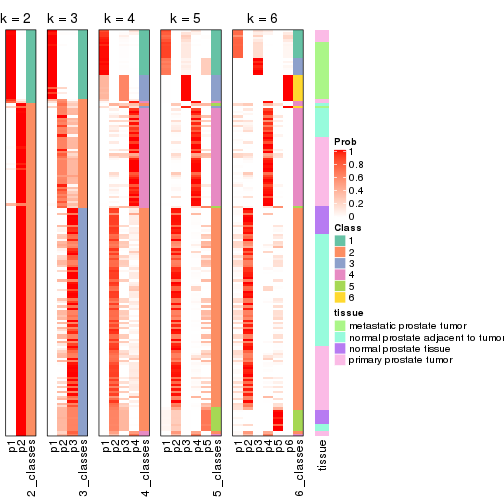 k = 2
k = 3
k = 4
k = 5
k = 6
Prob
1
0.8
0.6
0.4
0.2
0
Class
1
2
3
4
5
6
tissue
metastatic prostate tumor
normal prostate adjacent to tumor
normal prostate tissue
primary prostate tumor
p1
p2
2_classes
p1
p2
p3
3_classes
p1
p2
p3
p4
4_classes
p1
p2
p3
p4
p5
5_classes
p1
p2
p3
p4
p5
p6
6_classes
tissue